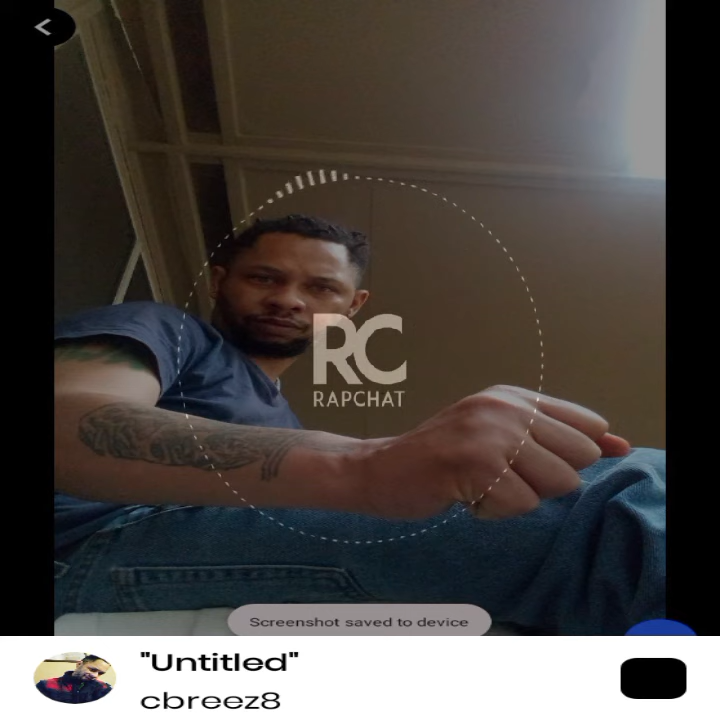 RC
RAPCHAT
Screenshot saved to device
"Untitled"
cbreez8